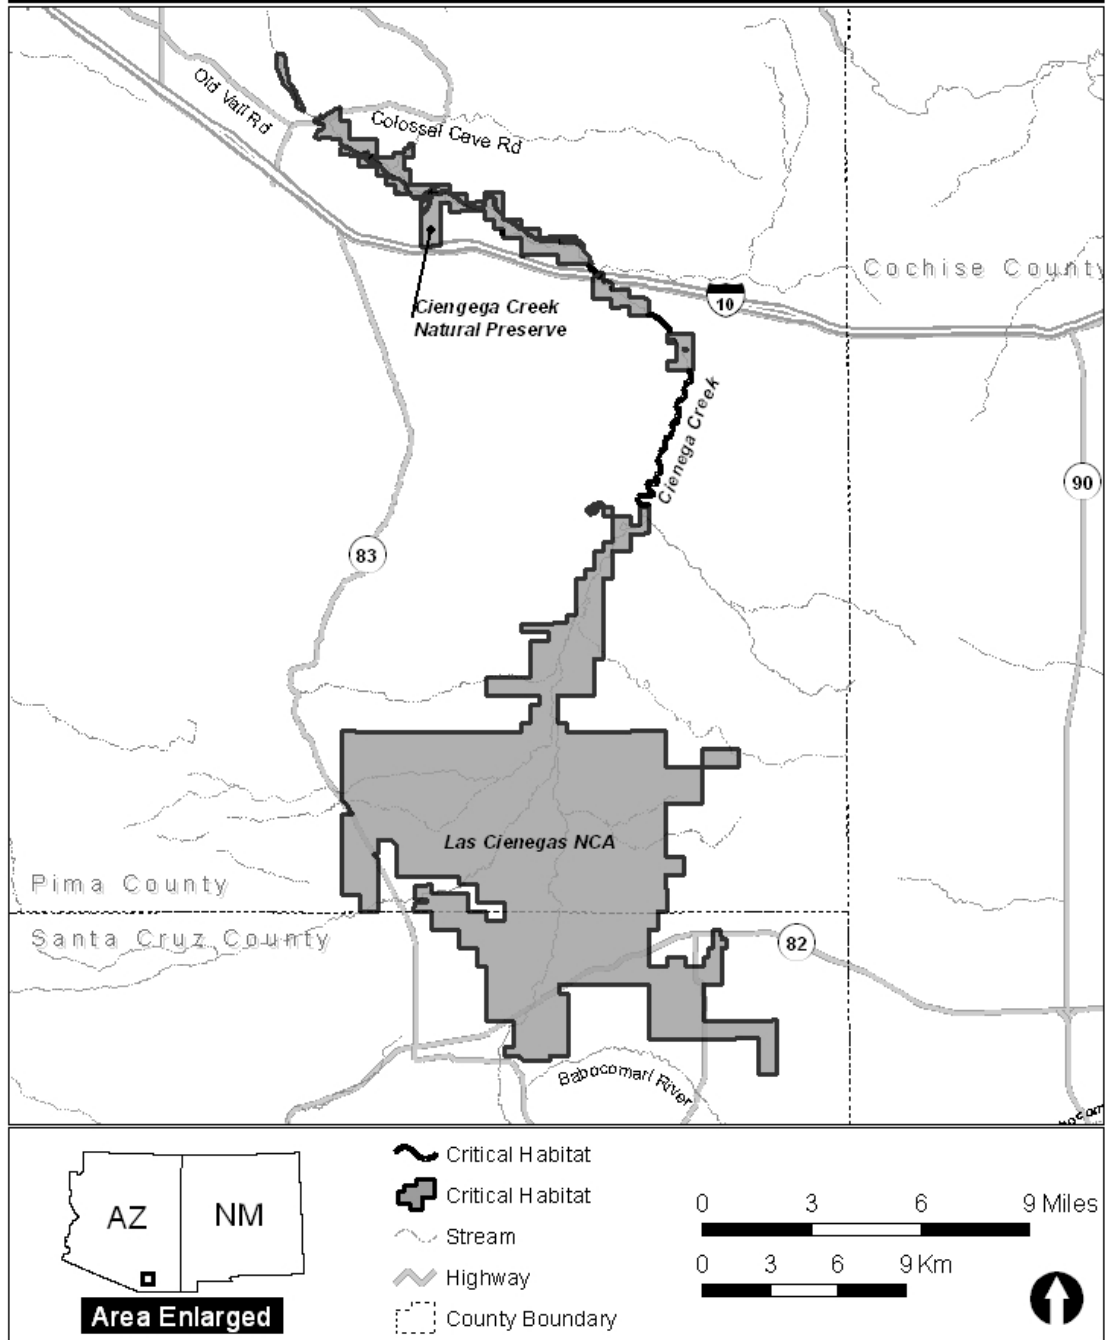 Old Vail Rd
Colossal Cave Rd
Cochise County
10
Ciengega Creek
Natural Preserve
Cienega Creek
90
83
Las Cienegas NCA
Pima County
Santa Cruz County
82
Babocomari River
AZ
NM
Area Enlarged
Critical Habitat
Critical Habitat
Stream
Highway
County Boundary
0 3 6 9 Miles
0 3 6 9 Km